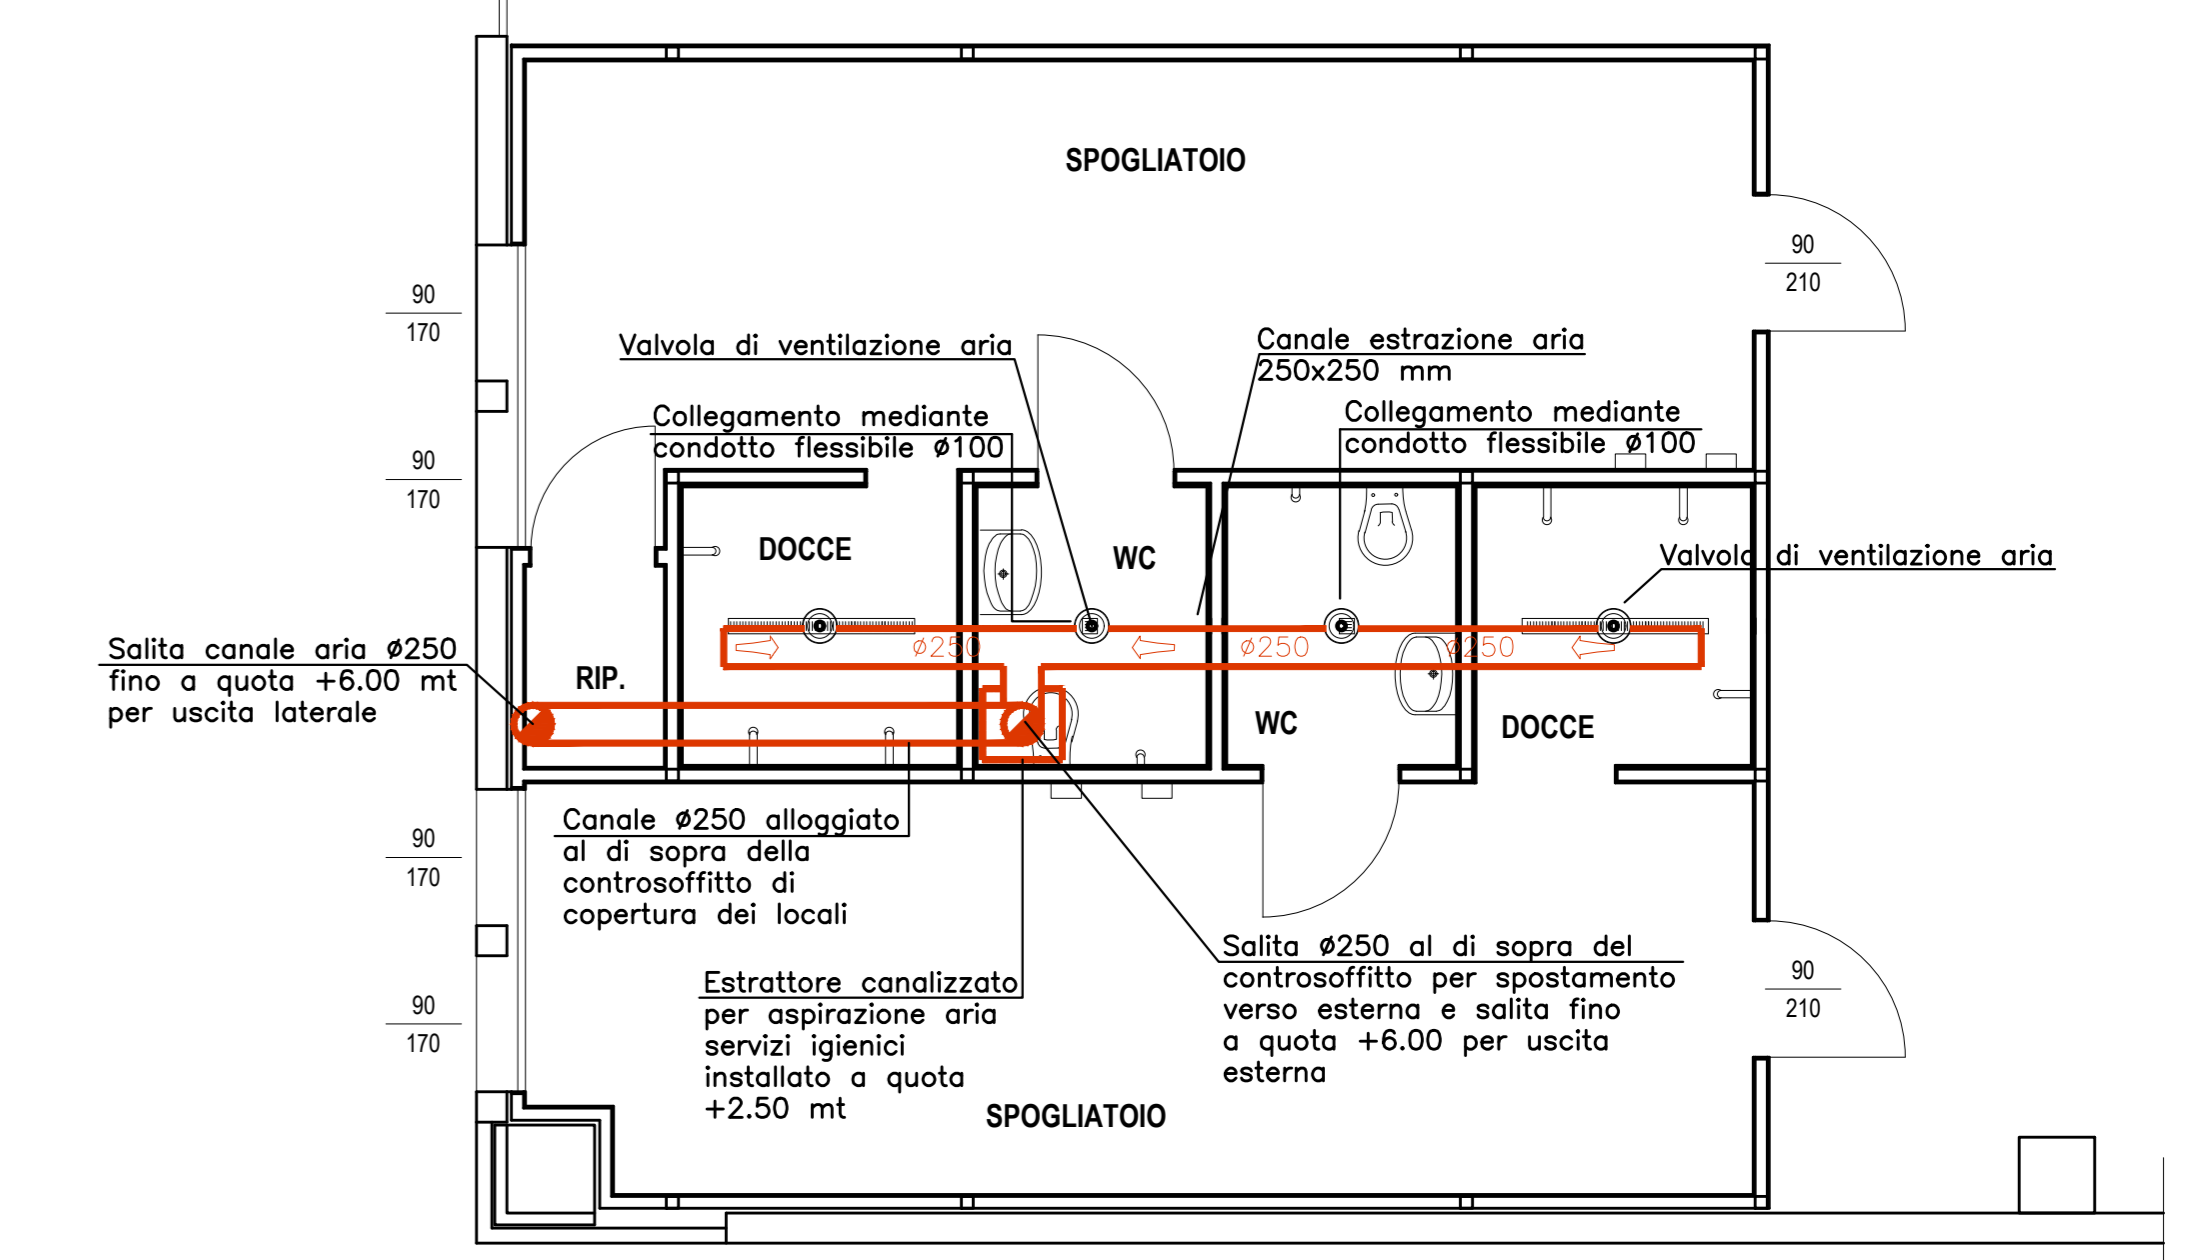 SPOGLIATOIO
90
210
90
170
Valvola di ventilazione aria
Canale estrazione aria
250x250 mm
Collegamento mediante
condotto flessibile ø100
Collegamento mediante
condotto flessibile ø100
90
170
DOCCE
WC
Valvola di ventilazione aria
ø250
ø250
ø250
Salita canale aria ø250
fino a quota +6.00 mt
per uscita laterale
RIP.
WC
DOCCE
Canale ø250 alloggiato
al di sopra della
controsoffitto di
copertura dei locali
90
170
Salita ø250 al di sopra del
controsoffitto per spostamento
verso esterna e salita fino
a quota +6.00 per uscita
esterna
90
210
Estrattore canalizzato
per aspirazione aria
servizi igienici
installato a quota
+2.50 mt
90
170
SPOGLIATOIO